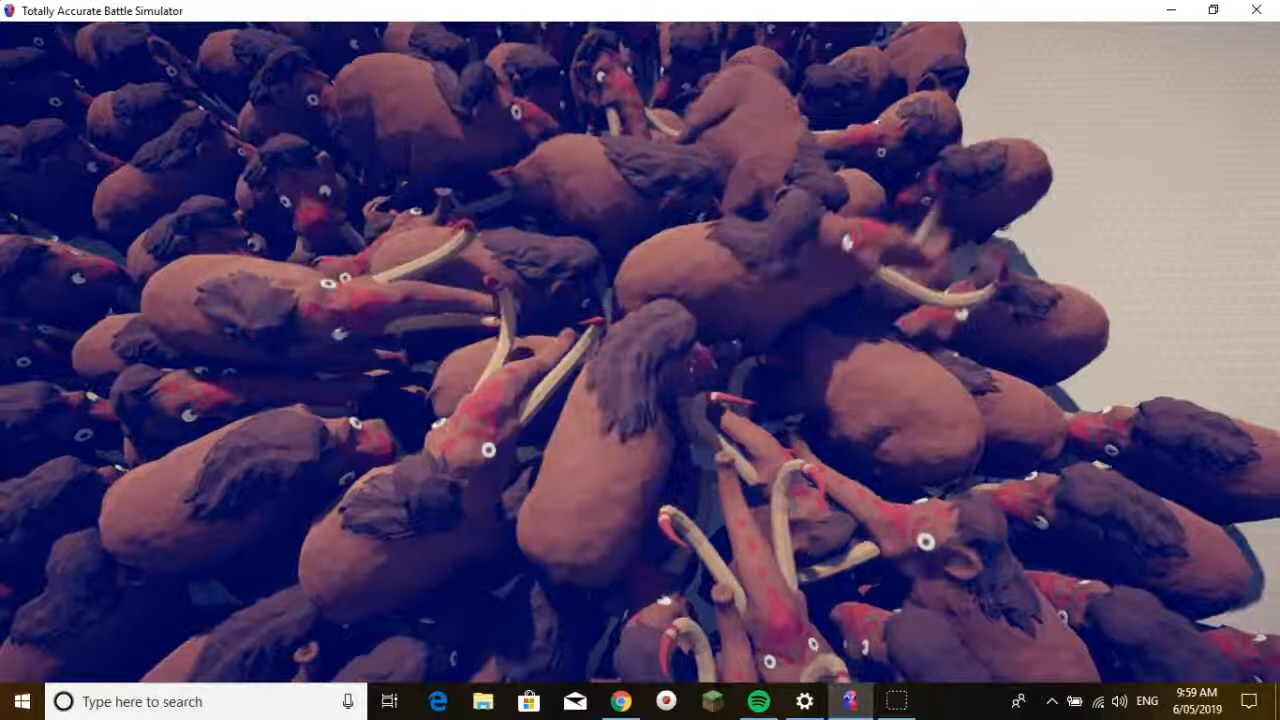 Totally Accurate Battle Simulator
Type here to search
ENG
9:59 AM
6/05/2019